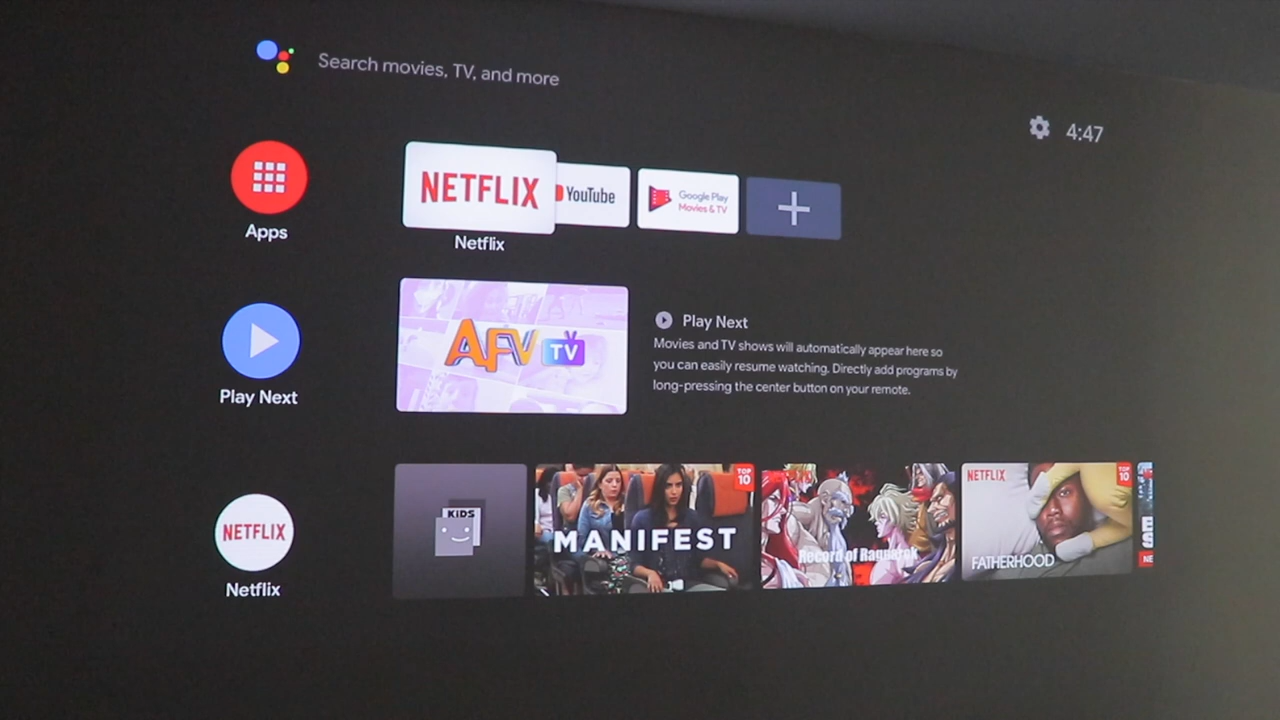 Search movies, TV, and more
4:47
NETFLIX
YouTube
Google Play
Movies & TV
Apps
Netflix
AFV TV
Play Next
Movies and TV shows will automatically appear here so
you can easily resume watching. Directly add programs by
long-pressing the center button on your remote.
Play Next
KiDS
TOP
10
MANIFEST
Record of Ragnarok
NETFLIX
TOP
10
FATHERHOOD
NE
NETFLIX
Netflix